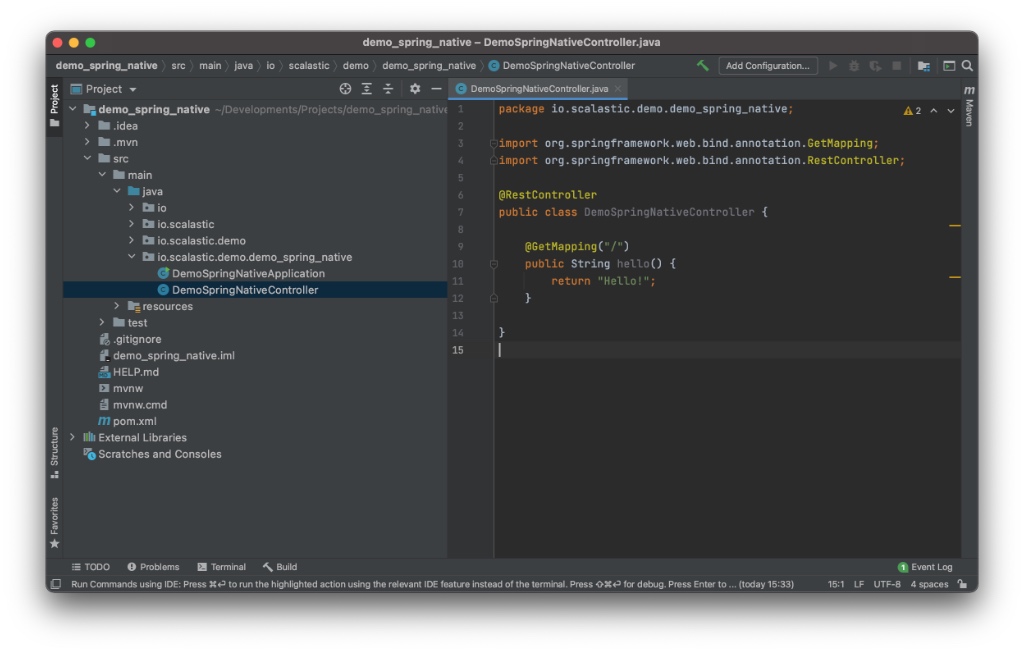 demo_spring_native – DemoSpringNativeController.java
demo_spring_native 〉 src 〉 main 〉 java 〉 io 〉 scalastic 〉 demo 〉 demo_spring_native 〉 DemoSpringNativeController
Add Configuration...
Project
Project
demo_spring_native ~/Developments/Projects/demo_spring_native
.idea
.mvn
src
main
java
io
io.scalastic
io.scalastic.demo
io.scalastic.demo.demo_spring_native
DemoSpringNativeApplication
DemoSpringNativeController
resources
test
.gitignore
demo_spring_native.iml
HELP.md
mvnw
mvnw.cmd
pom.xml
External Libraries
Scratches and Consoles
Structure
Favorites
DemoSpringNativeController.java
1 package io.scalastic.demo.demo_spring_native;
2
3 import org.springframework.web.bind.annotation.GetMapping;
4 import org.springframework.web.bind.annotation.RestController;
5
6 @RestController
7 public class DemoSpringNativeController {
8
9 @GetMapping("/")
10 public String hello() {
11 return "Hello!";
12 }
13
14 }
15
2
m
Maven
TODO Problems Terminal Build
1 Event Log
Run Commands using IDE: Press ⌘⏎ to run the highlighted action using the relevant IDE feature instead of the terminal. Press ⇧⌘⏎ for debug. Press Enter to ... (today 15:33) 15:1 LF UTF-8 4 spaces